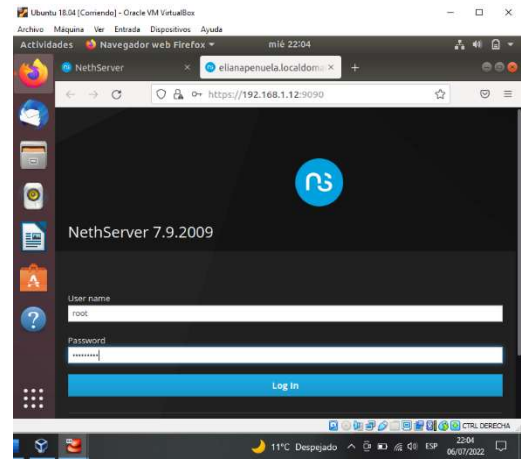 Ubuntu 18.04 [Corriendo] - Oracle VM VirtualBox
Archivo Máquina Ver Entrada Dispositivos Ayuda
Actividades Navegador web Firefox mié 22:04
NethServer elianapenuela.localdoma
https://192.168.1.12:9090
NethServer 7.9.2009
User name
root
Password
•••••••••
Log In
CTRL DERECHA
11°C Despejado ESP 22:04
06/07/2022